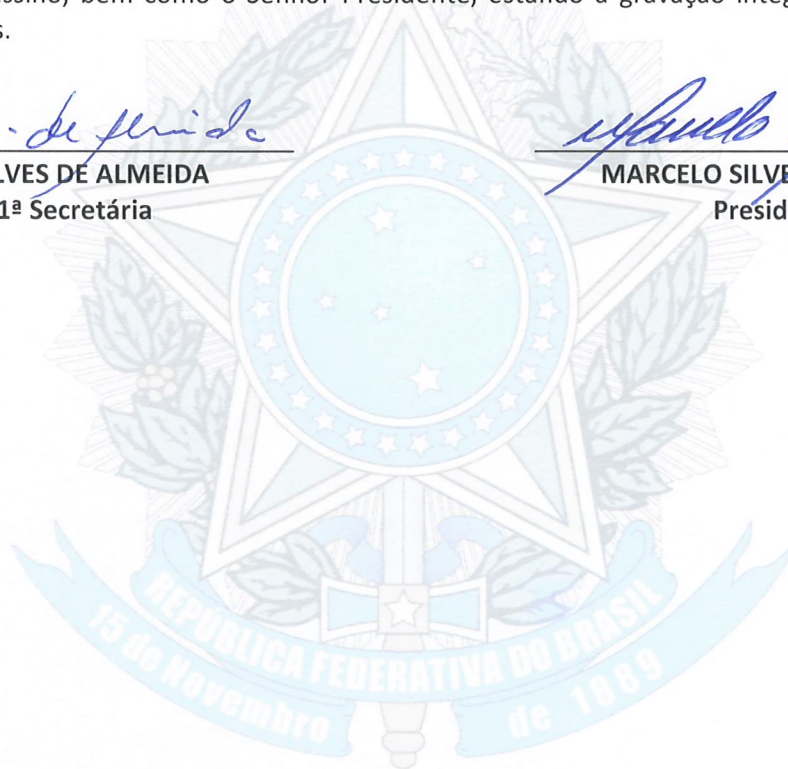 ssino, bem como o Senhor Presidente, estando a gravação integ
s.
LVES DE ALMEIDA
1ª Secretária
MARCELO SILVE
Presid
REPÚBLICA FEDERATIVA DO BRASIL
15 de Novembro de 1889